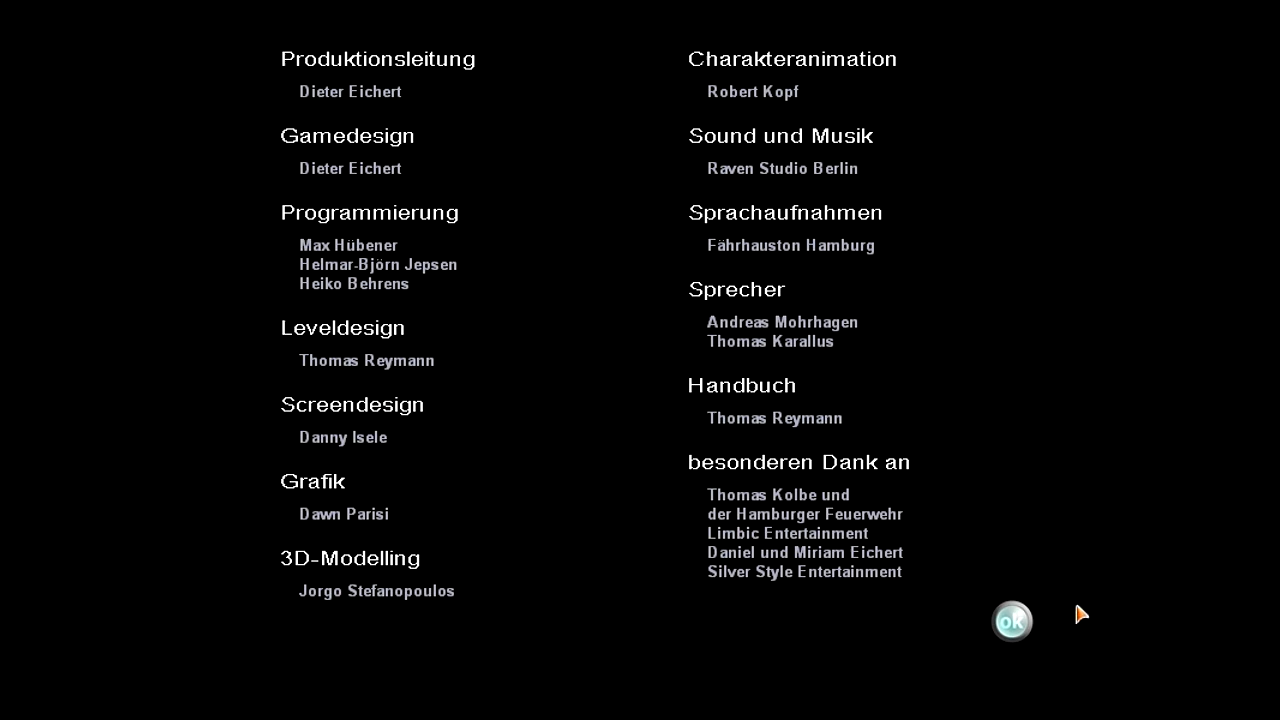 Produktionsleitung
Dieter Eichert
Gamedesign
Dieter Eichert
Programmierung
Max Hübener
Helmar-Björn Jepsen
Heiko Behrens
Leveldesign
Thomas Reymann
Screendesign
Danny Isele
Grafik
Dawn Parisi
3D-Modelling
Jorgo Stefanopoulos
Charakteranimation
Robert Kopf
Sound und Musik
Raven Studio Berlin
Sprachaufnahmen
Fährhauston Hamburg
Sprecher
Andreas Mohrhagen
Thomas Karallus
Handbuch
Thomas Reymann
besonderen Dank an
Thomas Kolbe und
der Hamburger Feuerwehr
Limbic Entertainment
Daniel und Miriam Eichert
Silver Style Entertainment
ok